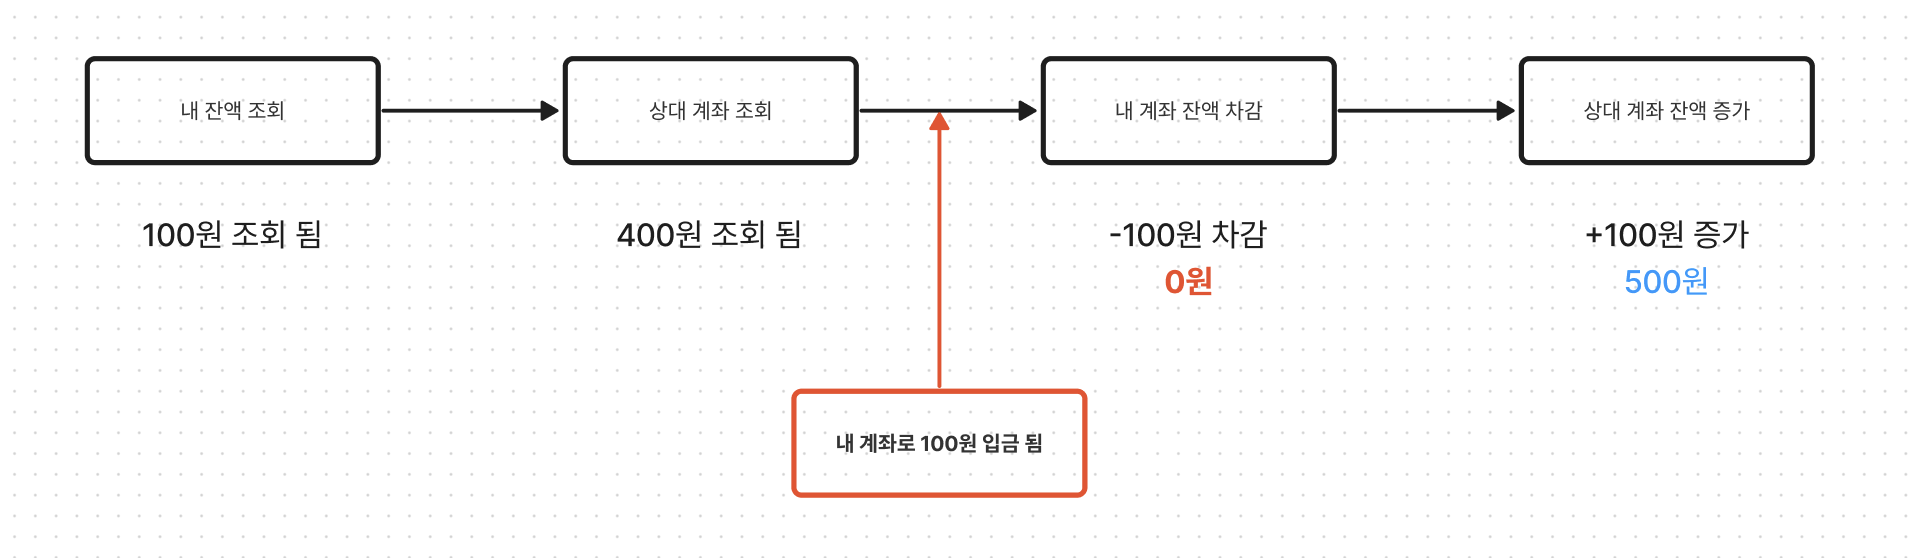 내 잔액 조회
상대 계좌 조회
내 계좌 잔액 차감
상대 계좌 잔액 증가
100원 조회 됨
400원 조회 됨
-100원 차감
0원
+100원 증가
500원
내 계좌로 100원 입금 됨